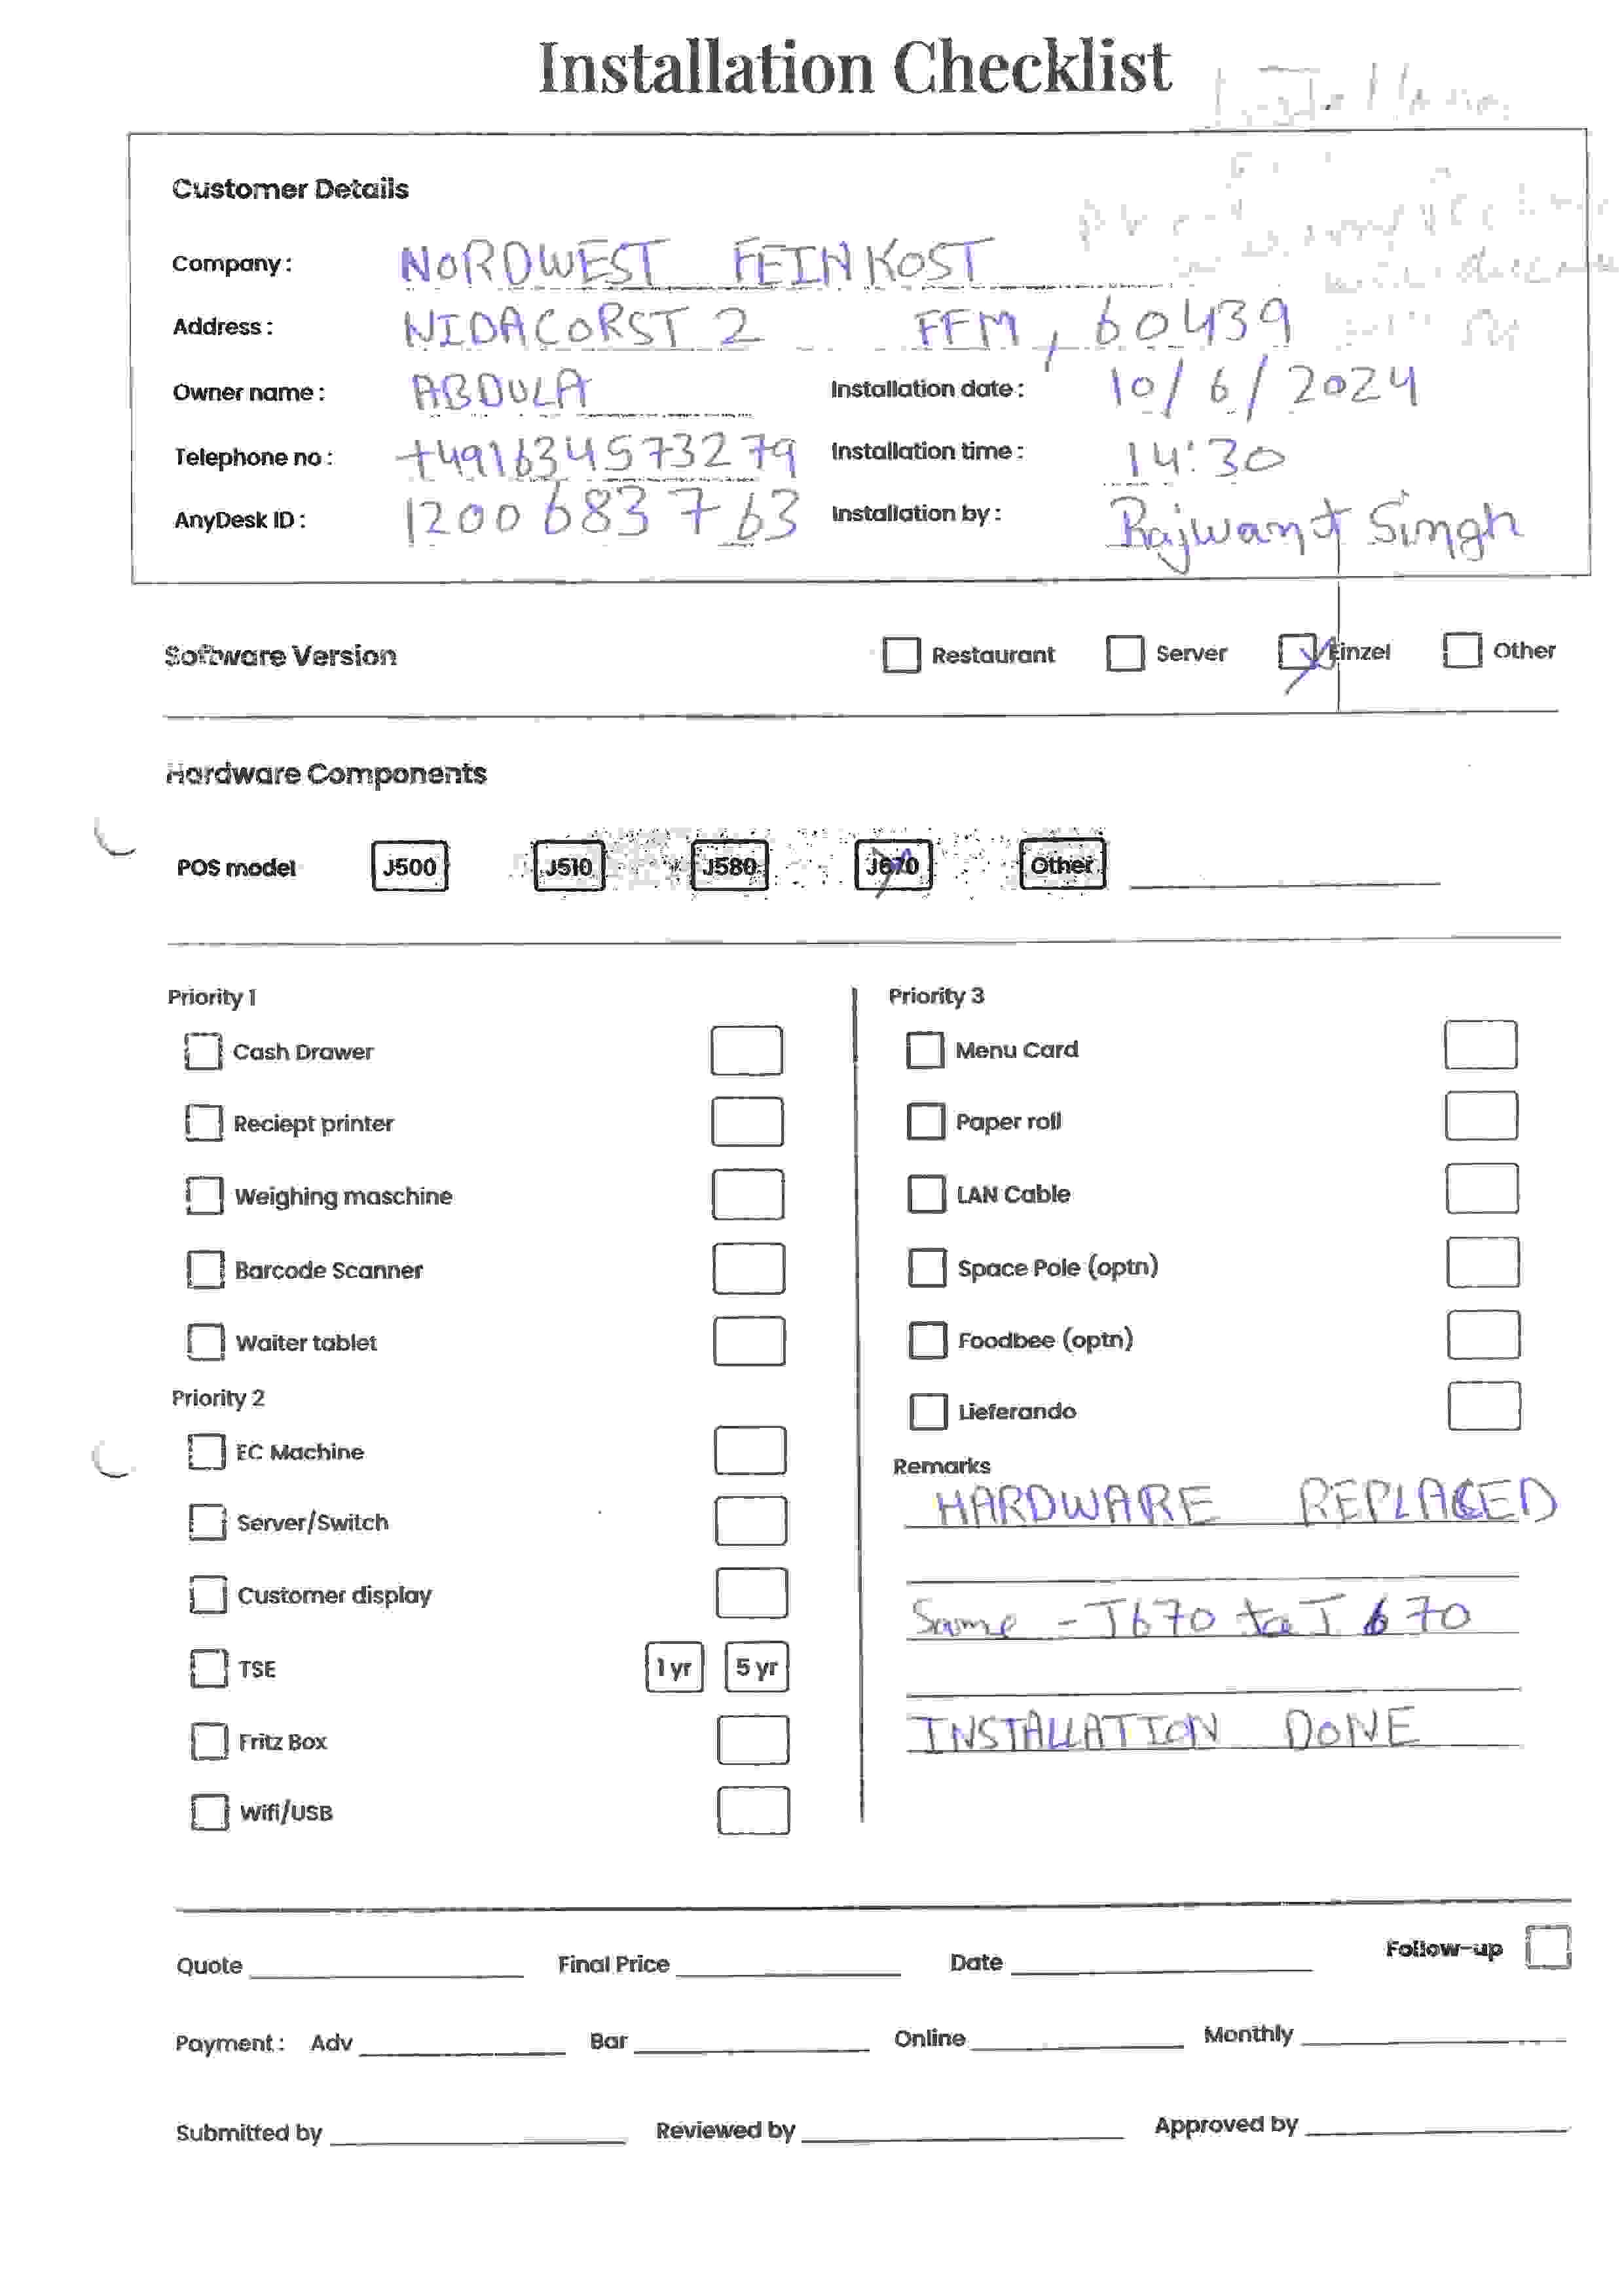 Installation Checklist
Customer Details
Company: NORDWEST FEINKOST
Address: NIDACORST 2 FFM, 60439
Owner name: ABDULA Installation date: 10/6/2024
Telephone no: +491634573279 Installation time: 14:30
AnyDesk ID: 1200683763 Installation by: Rajwant Singh
Software Version Restaurant Server Einzel Other
Hardware Components
POS model J500 J510 J580 J670 Other
Priority 1
Cash Drawer
Reciept printer
Weighing maschine
Barcode Scanner
Waiter tablet
Priority 2
EC Machine
Server/Switch
Customer display
TSE 1 yr 5 yr
Fritz Box
Wifi/USB
Priority 3
Menu Card
Paper roll
LAN Cable
Space Pole (optn)
Foodbee (optn)
Lieferando
Remarks
HARDWARE REPLACED
Same - J670 to J670
INSTALLATION DONE
Quote Final Price Date Follow-up
Payment: Adv Bar Online Monthly
Submitted by Reviewed by Approved by